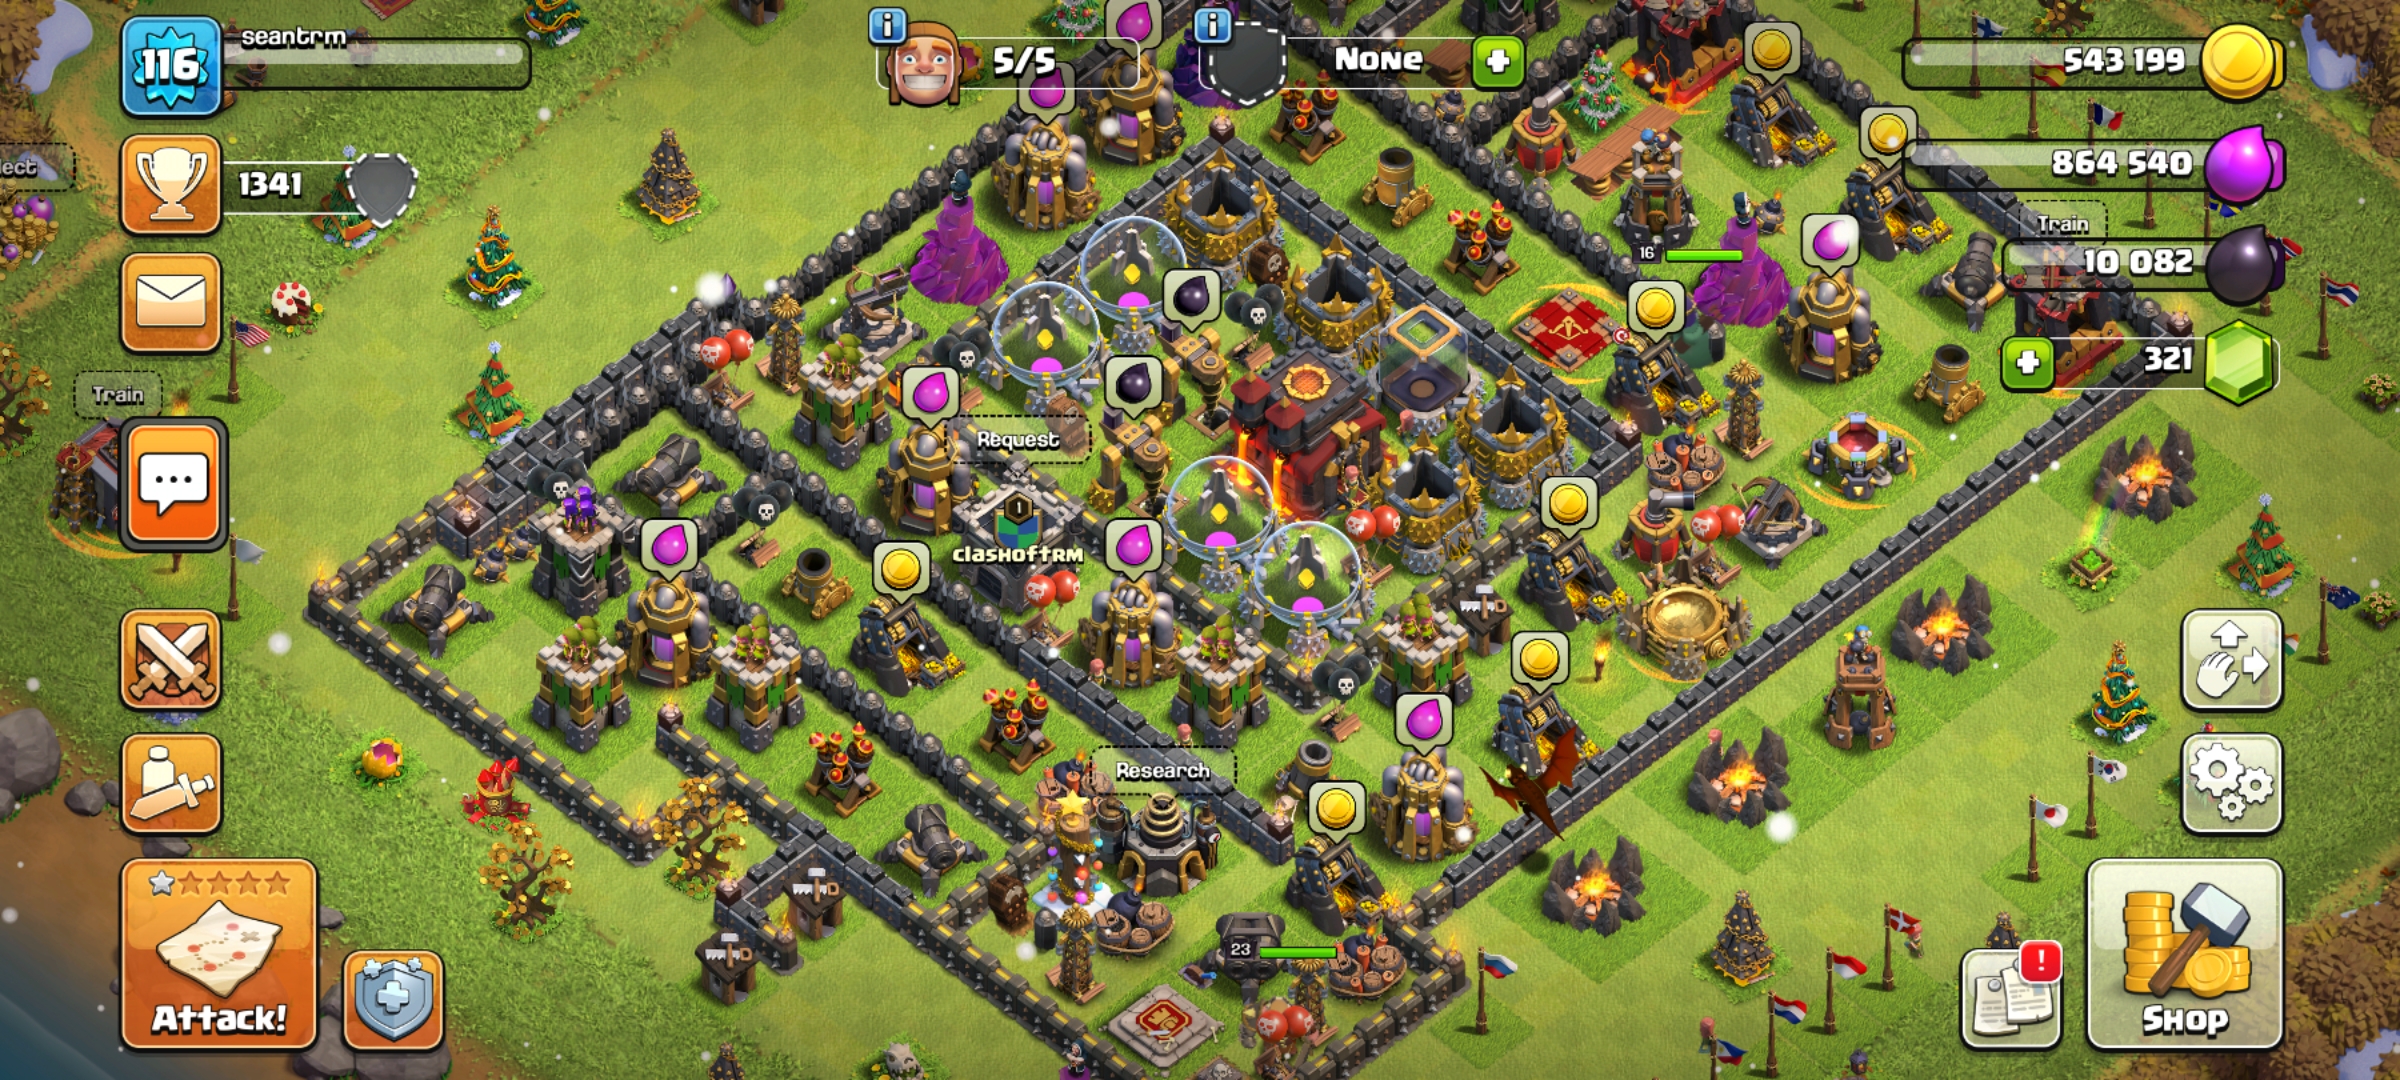 116
seantrm
5/5
None
543 199
1341
864 540
Train
16
10 082
321
Train
Request
1
clashoftrm
Research
23
Attack!
!
Shop